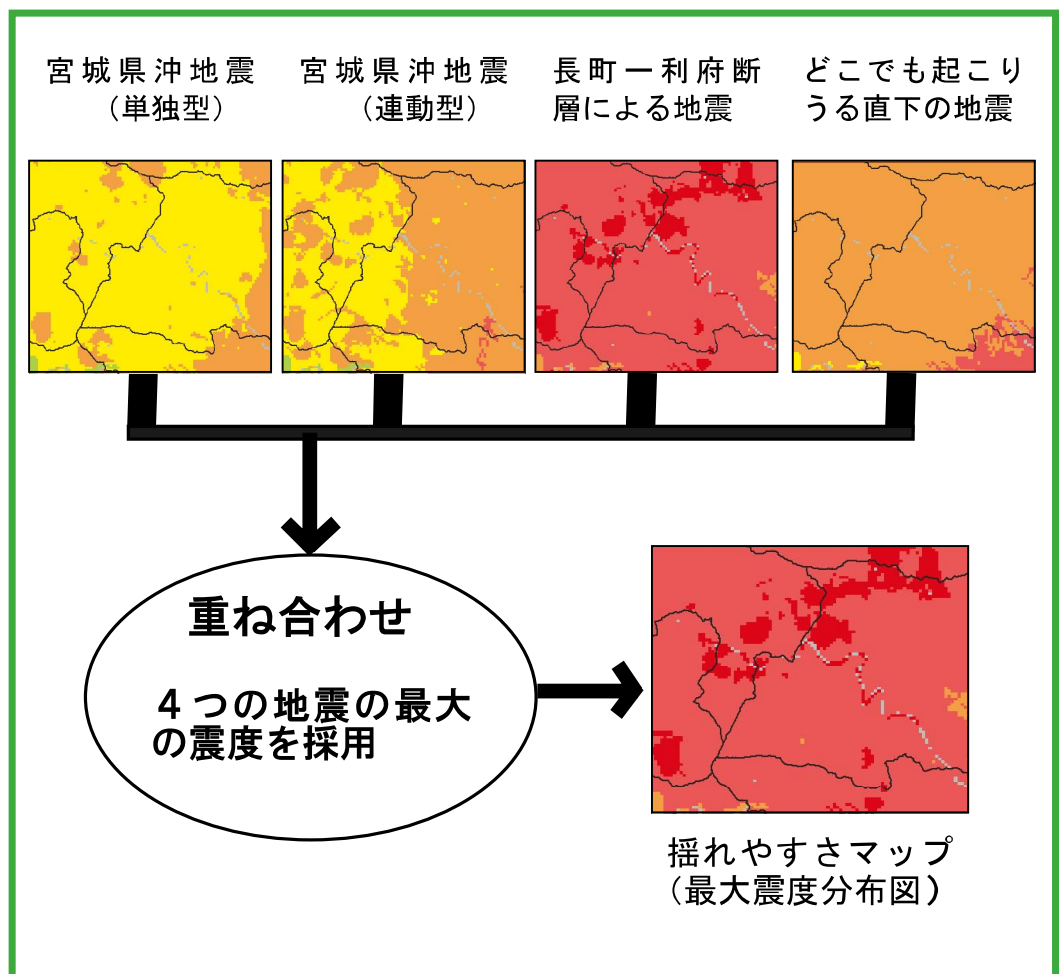 宮城県沖地震
（単独型）
宮城県沖地震
（連動型）
長町ー利府断
層による地震
どこでも起こり
うる直下の地震
重ね合わせ
４つの地震の最大
の震度を採用
揺れやすさマップ
（最大震度分布図）